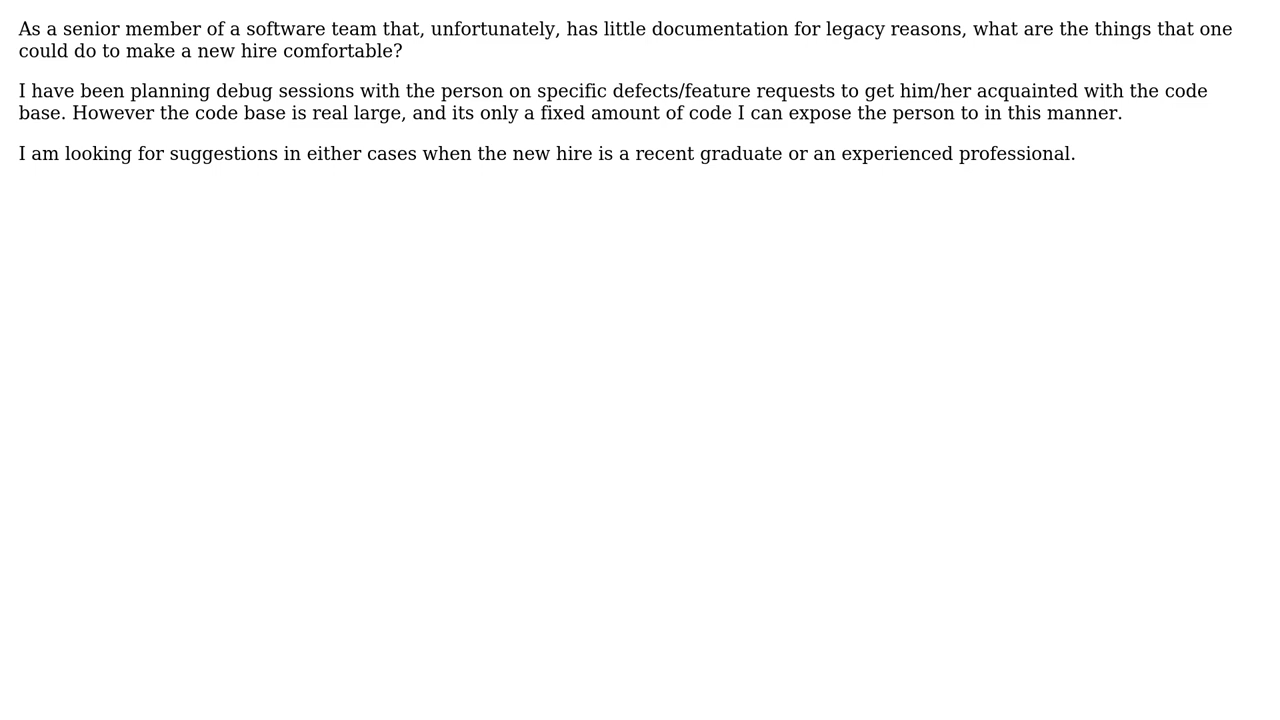 As a senior member of a software team that, unfortunately, has little documentation for legacy reasons, what are the things that one
could do to make a new hire comfortable?
I have been planning debug sessions with the person on specific defects/feature requests to get him/her acquainted with the code
base. However the code base is real large, and its only a fixed amount of code I can expose the person to in this manner.
I am looking for suggestions in either cases when the new hire is a recent graduate or an experienced professional.